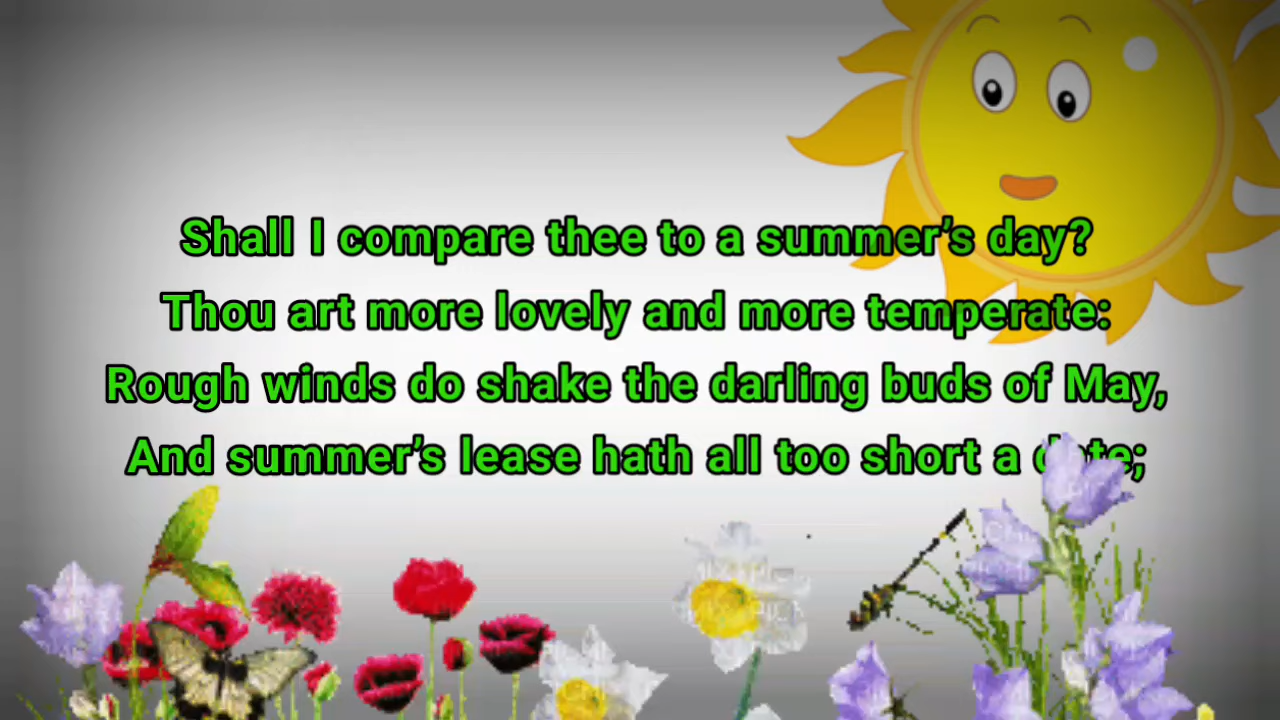 Shall I compare thee to a summer’s day?
Thou art more lovely and more temperate:
Rough winds do shake the darling buds of May,
And summer’s lease hath all too short a date;